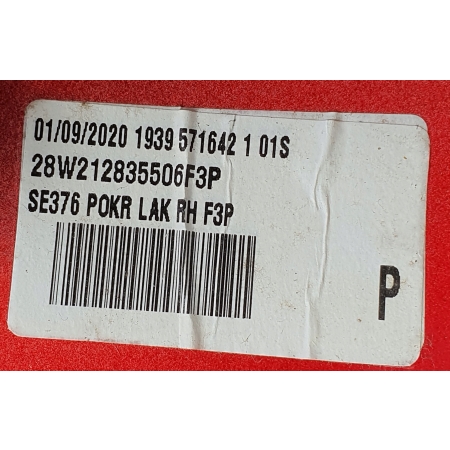 01/09/2020 1939 571642 1 01S
28W212835506F3P
SE376 POKR LAK RH F3P
P